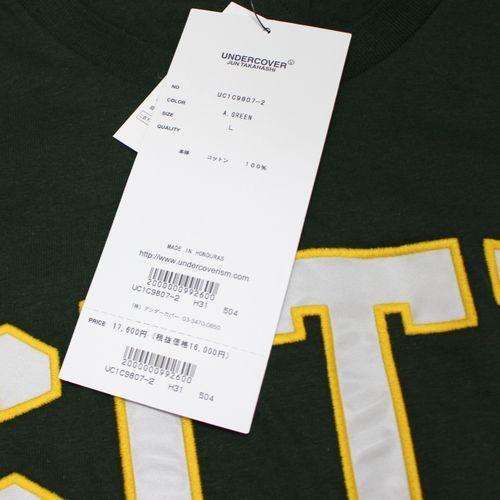 UNDERCOVER
JUN TAKAHASHI
NO UC1C9807-2
COLOR A.GREEN
SIZE L
QUALITY
本体 コットン 100%
MADE IN HONDURAS
http://www.undercoverism.com
2000000992600
UC1C9807-2 H31 504
(株) アンダーカバー 03-3470-0650
PRICE 17,600円 (税抜価格16,000円)
2000000992600
UC1C9807-2 H31 504